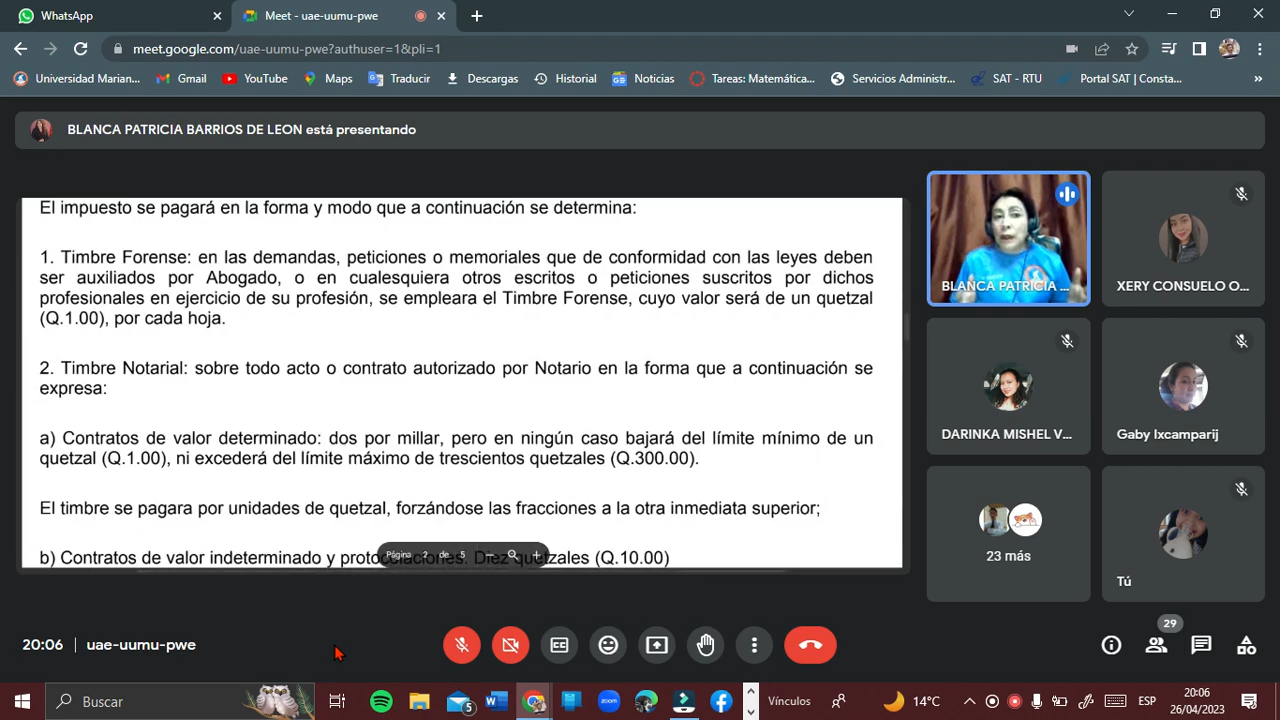 WhatsApp
Meet - uae-uumu-pwe
meet.google.com/uae-uumu-pwe?authuser=1&pli=1
Universidad Marian...
Gmail
YouTube
Maps
Traducir
Descargas
Historial
Noticias
Tareas: Matemática...
Servicios Administr...
SAT - RTU
Portal SAT | Consta...
»
BLANCA PATRICIA BARRIOS DE LEON está presentando
El impuesto se pagará en la forma y modo que a continuación se determina:
1. Timbre Forense: en las demandas, peticiones o memoriales que de conformidad con las leyes deben
ser auxiliados por Abogado, o en cualesquiera otros escritos o peticiones suscritos por dichos
profesionales en ejercicio de su profesión, se empleara el Timbre Forense, cuyo valor será de un quetzal
(Q.1.00), por cada hoja.
2. Timbre Notarial: sobre todo acto o contrato autorizado por Notario en la forma que a continuación se
expresa:
a) Contratos de valor determinado: dos por millar, pero en ningún caso bajará del límite mínimo de un
quetzal (Q.1.00), ni excederá del límite máximo de trescientos quetzales (Q.300.00).
El timbre se pagara por unidades de quetzal, forzándose las fracciones a la otra inmediata superior;
b) Contratos de valor indeterminado y protocolaciones. Diez quetzales (Q.10.00)
Página 2 de 5
BLANCA PATRICIA ...
XERY CONSUELO O...
DARINKA MISHEL V...
Gaby Ixcamparij
23 más
Tú
20:06 | uae-uumu-pwe
29
Buscar
5
zoom
Vínculos
14°C
ESP
20:06
26/04/2023